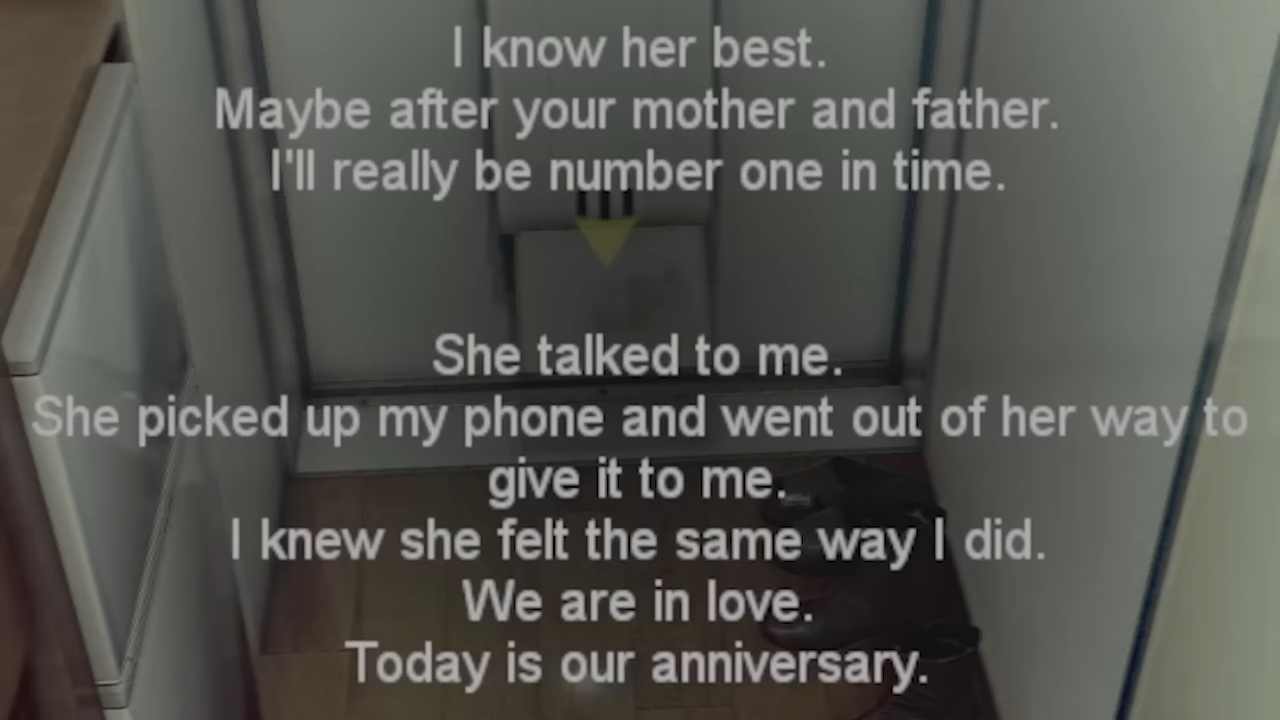 I know her best.
Maybe after your mother and father.
I'll really be number one in time.
She talked to me.
She picked up my phone and went out of her way to
give it to me.
I knew she felt the same way I did.
We are in love.
Today is our anniversary.